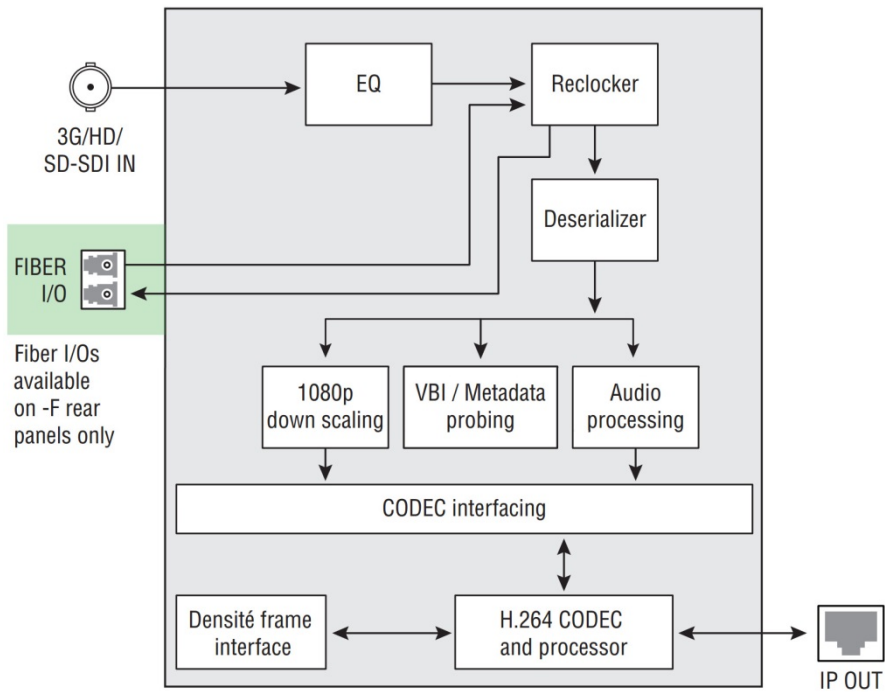 EQ
Reclocker
3G/HD/
SD-SDI IN
Deserializer
FIBER
I/O
Fiber I/Os
available
on -F rear
panels only
1080p
down scaling
VBI / Metadata
probing
Audio
processing
CODEC interfacing
Densité frame
interface
H.264 CODEC
and processor
IP OUT